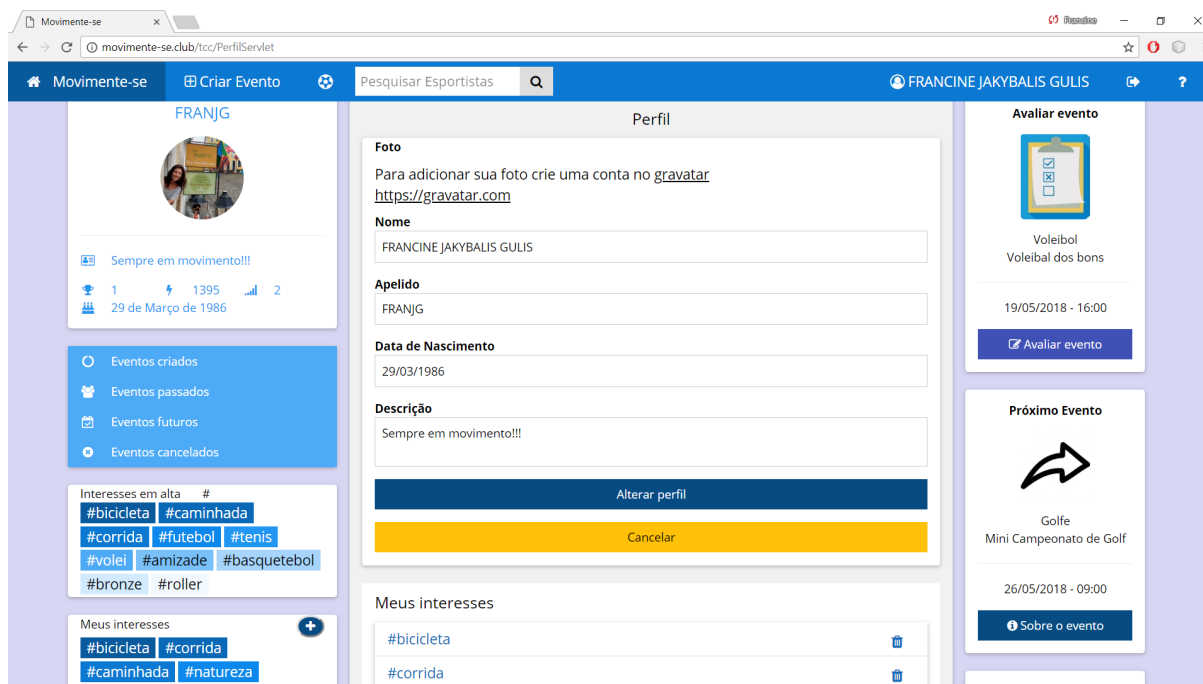 Movimente-se
Francine
movimente-se.club/tcc/PerfilServlet
Movimente-se
Criar Evento
Pesquisar Esportistas
FRANCINE JAKYBALIS GULIS
?
FRANJG
Sempre em movimento!!!
1 1395 2
29 de Março de 1986
Eventos criados
Eventos passados
Eventos futuros
Eventos cancelados
Interesses em alta #
#bicicleta #caminhada
#corrida #futebol #tenis
#volei #amizade #basquetebol
#bronze #roller
Meus interesses
#bicicleta #corrida
#caminhada #natureza
Perfil
Foto
Para adicionar sua foto crie uma conta no gravatar
https://gravatar.com
Nome
FRANCINE JAKYBALIS GULIS
Apelido
FRANJG
Data de Nascimento
29/03/1986
Descrição
Sempre em movimento!!!
Alterar perfil
Cancelar
Meus interesses
#bicicleta
#corrida
Avaliar evento
Voleibol
Voleibal dos bons
19/05/2018 - 16:00
Avaliar evento
Próximo Evento
Golfe
Mini Campeonato de Golf
26/05/2018 - 09:00
Sobre o evento